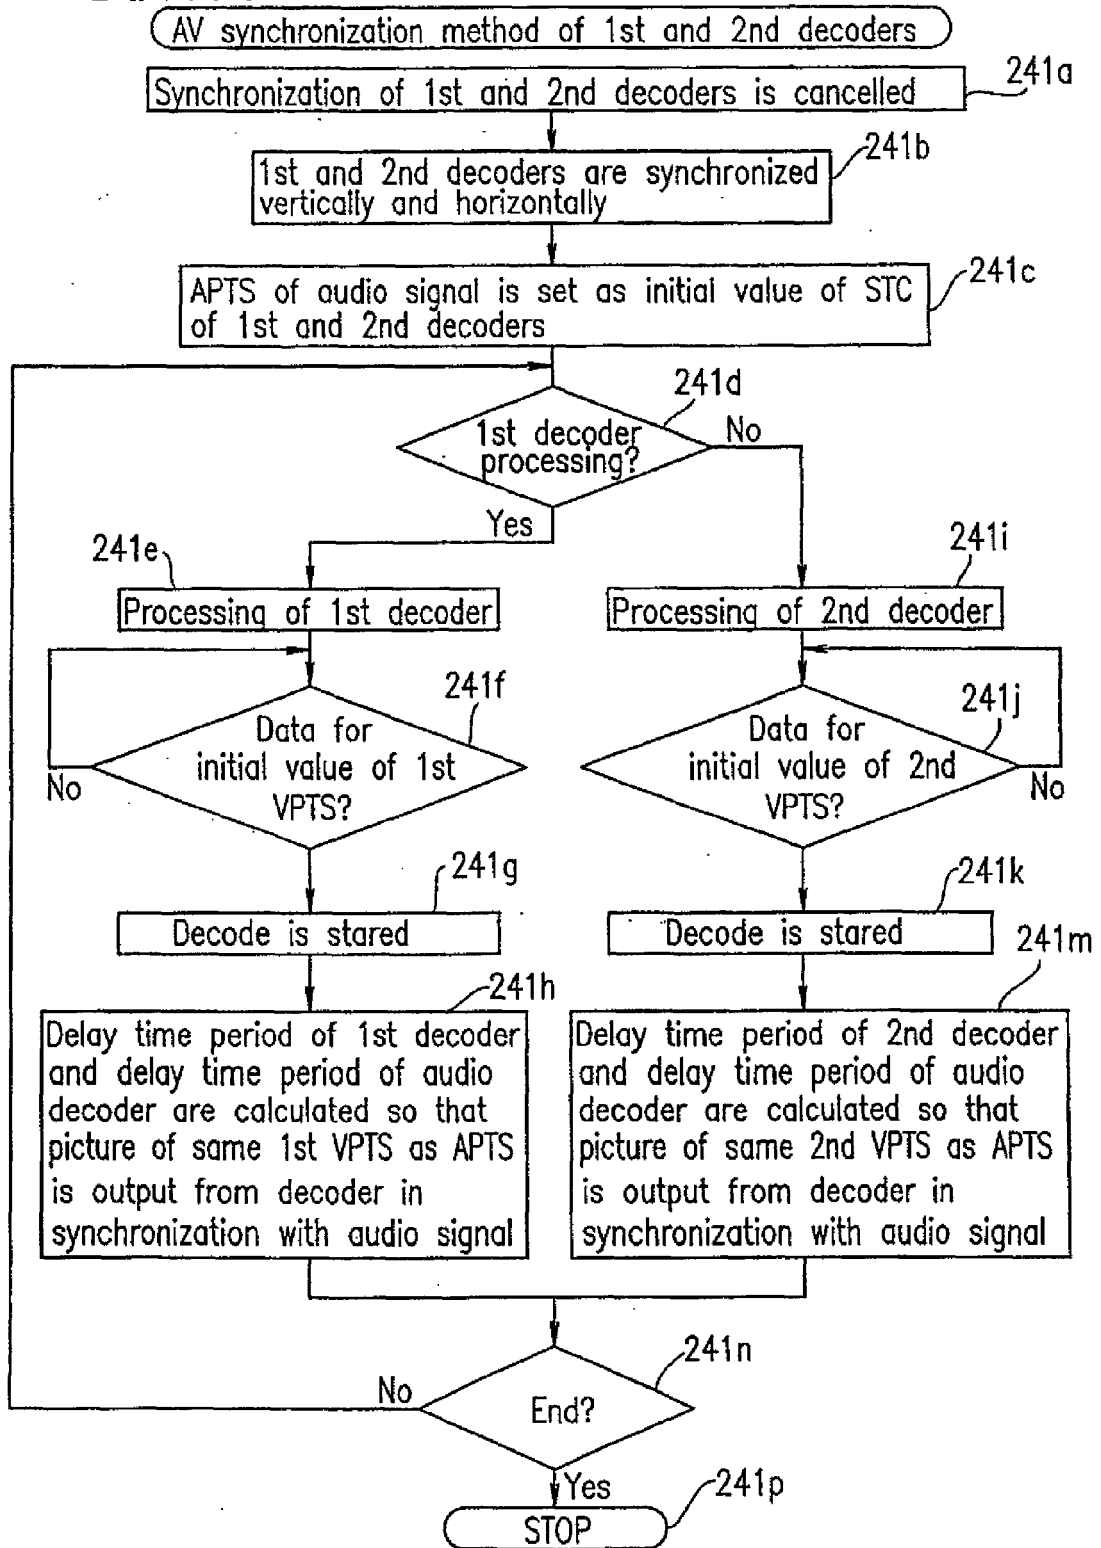 AV synchronization method of 1st and 2nd decoders
241a
Synchronization of 1st and 2nd decoders is cancelled
241b
1st and 2nd decoders are synchronized
vertically and horizontally
241c
APTS of audio signal is set as initial value of STC
of 1st and 2nd decoders
241d
1st decoder
processing?
No
Yes
241e
241i
Processing of 1st decoder
Processing of 2nd decoder
241f
Data for
initial value of 1st
VPTS?
No
241j
Data for
initial value of 2nd
VPTS?
No
241g
241k
Decode is stared
Decode is stared
241h
241m
Delay time period of 1st decoder
and delay time period of audio
decoder are calculated so that
picture of same 1st VPTS as APTS
is output from decoder in
synchronization with audio signal
Delay time period of 2nd decoder
and delay time period of audio
decoder are calculated so that
picture of same 2nd VPTS as APTS
is output from decoder in
synchronization with audio signal
241n
No
End?
Yes
241p
STOP